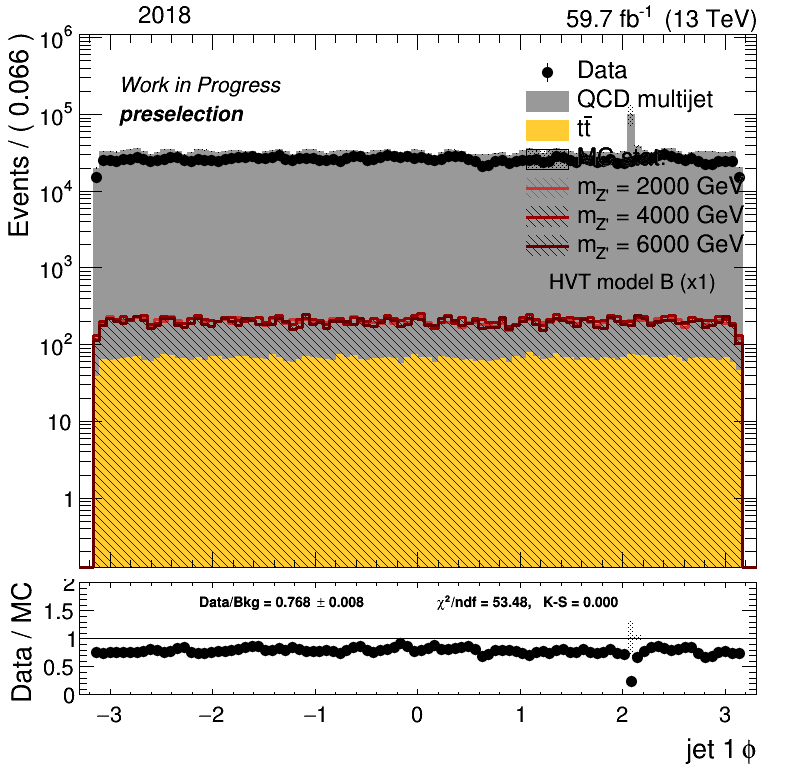 2018 59.7 fb⁻¹ (13 TeV)
Events / ( 0.066 )
10⁶
10⁵
10⁴
10³
10²
10
1
Work in Progress
preselection
Data
QCD multijet
tt̄
MC stat.
m_Z' = 2000 GeV
m_Z' = 4000 GeV
m_Z' = 6000 GeV
HVT model B (x1)
Data / MC
2
1.5
1
0.5
0
Data/Bkg = 0.768 ± 0.008 χ²/ndf = 53.48, K-S = 0.000
−3 −2 −1 0 1 2 3
jet 1 ϕ